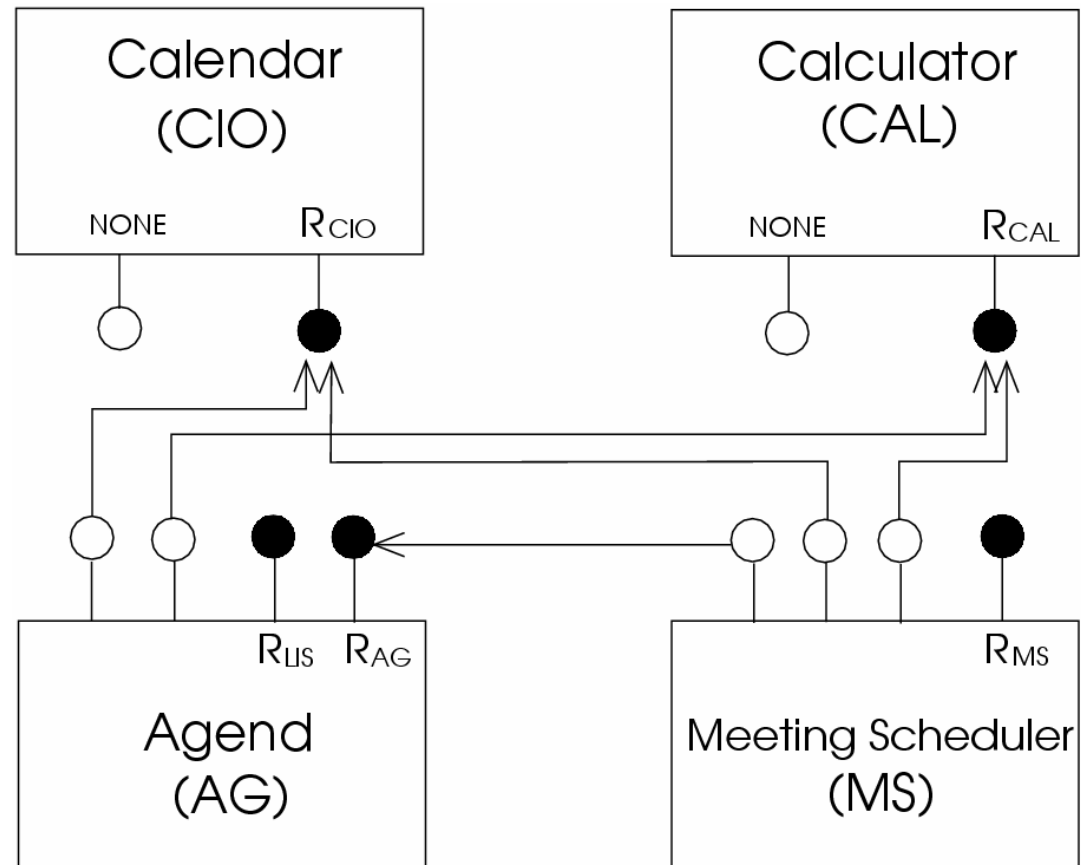 Calendar
(CIO)
NONE RCIO
Calculator
(CAL)
NONE RCAL
RLIS RAG
Agend
(AG)
RMS
Meeting Scheduler
(MS)